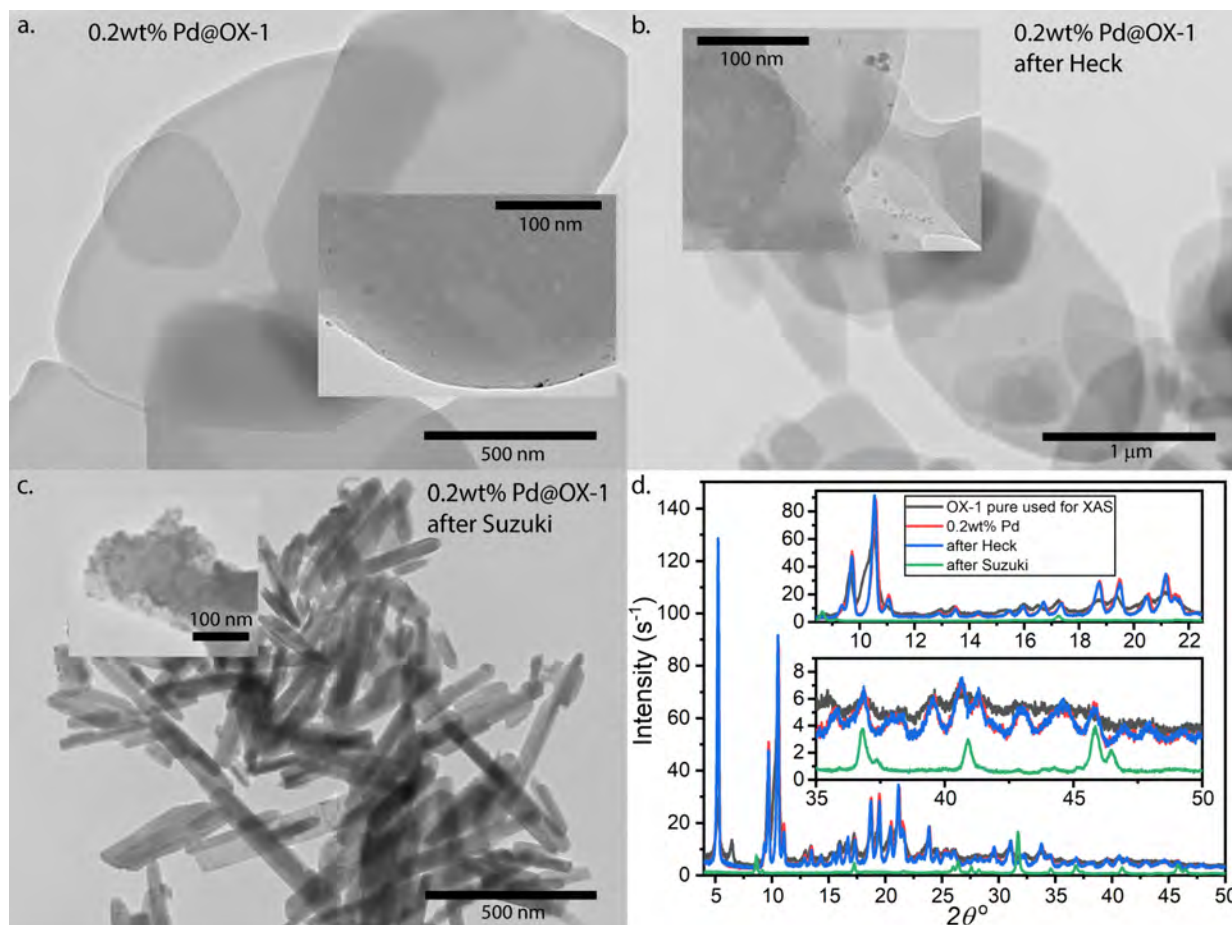 a.
0.2wt% Pd@OX-1
100 nm
500 nm
b.
100 nm
0.2wt% Pd@OX-1
after Heck
1 μm
c.
0.2wt% Pd@OX-1
after Suzuki
100 nm
500 nm
d.
140
120
100
80
60
40
20
0
Intensity (s⁻¹)
80
60
40
20
0
OX-1 pure used for XAS
0.2wt% Pd
after Heck
after Suzuki
10 12 14 16 18 20 22
8
6
4
2
0
35 40 45 50
5 10 15 20 25 30 35 40 45 50
2θ°